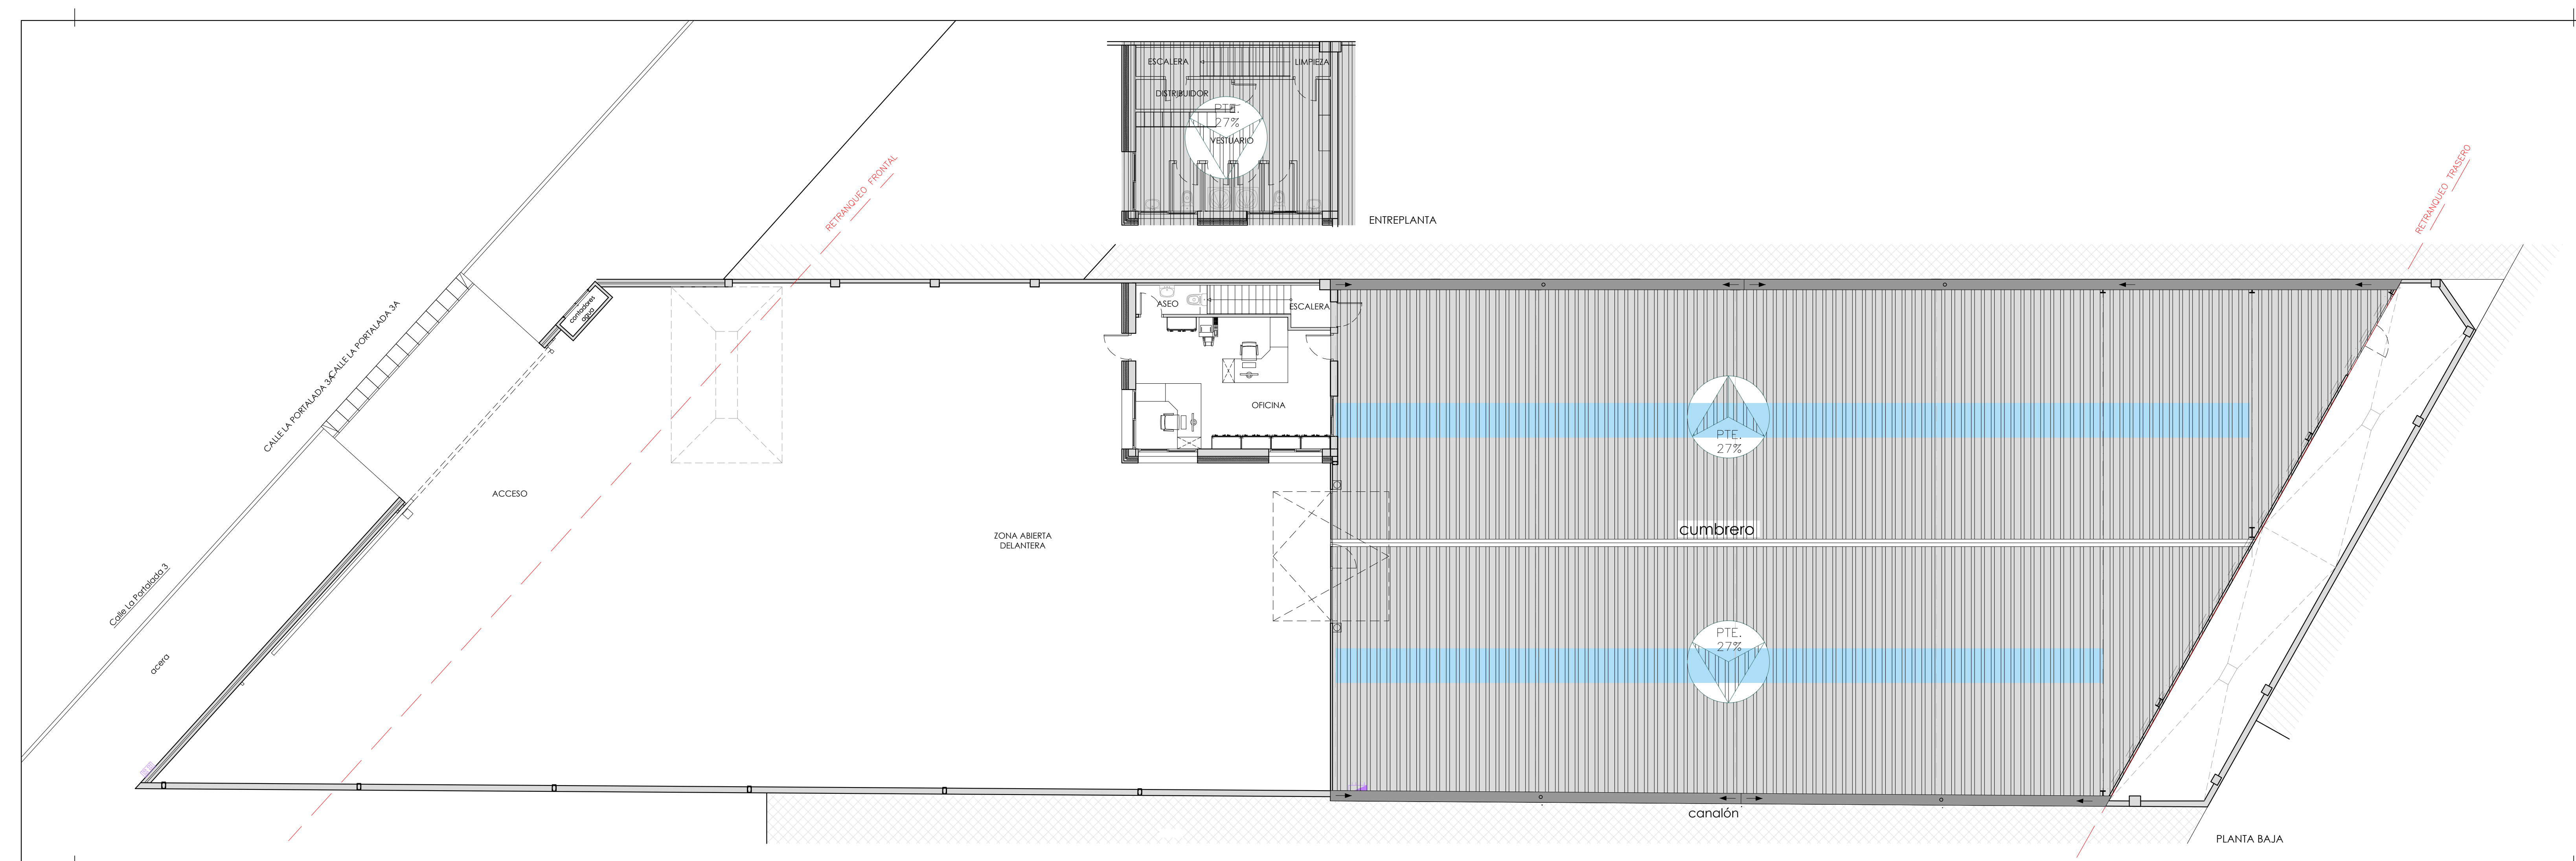 ESCALERA
LIMPIEZA
DISTRIBUIDOR
PTE.
27%
VESTUARIO
ENTREPLANTA
RETRANQUEO FRONTAL
RETRANQUEO TRASERO
contadores
agua
CALLE LA PORTALADA 3A
CALLE LA PORTALADA 3A
ASEO
ESCALERA
OFICINA
PTE.
27%
ACCESO
ZONA ABIERTA
DELANTERA
cumbrero
Calle La Portalada 3
acera
PTE.
27%
canalón
PLANTA BAJA